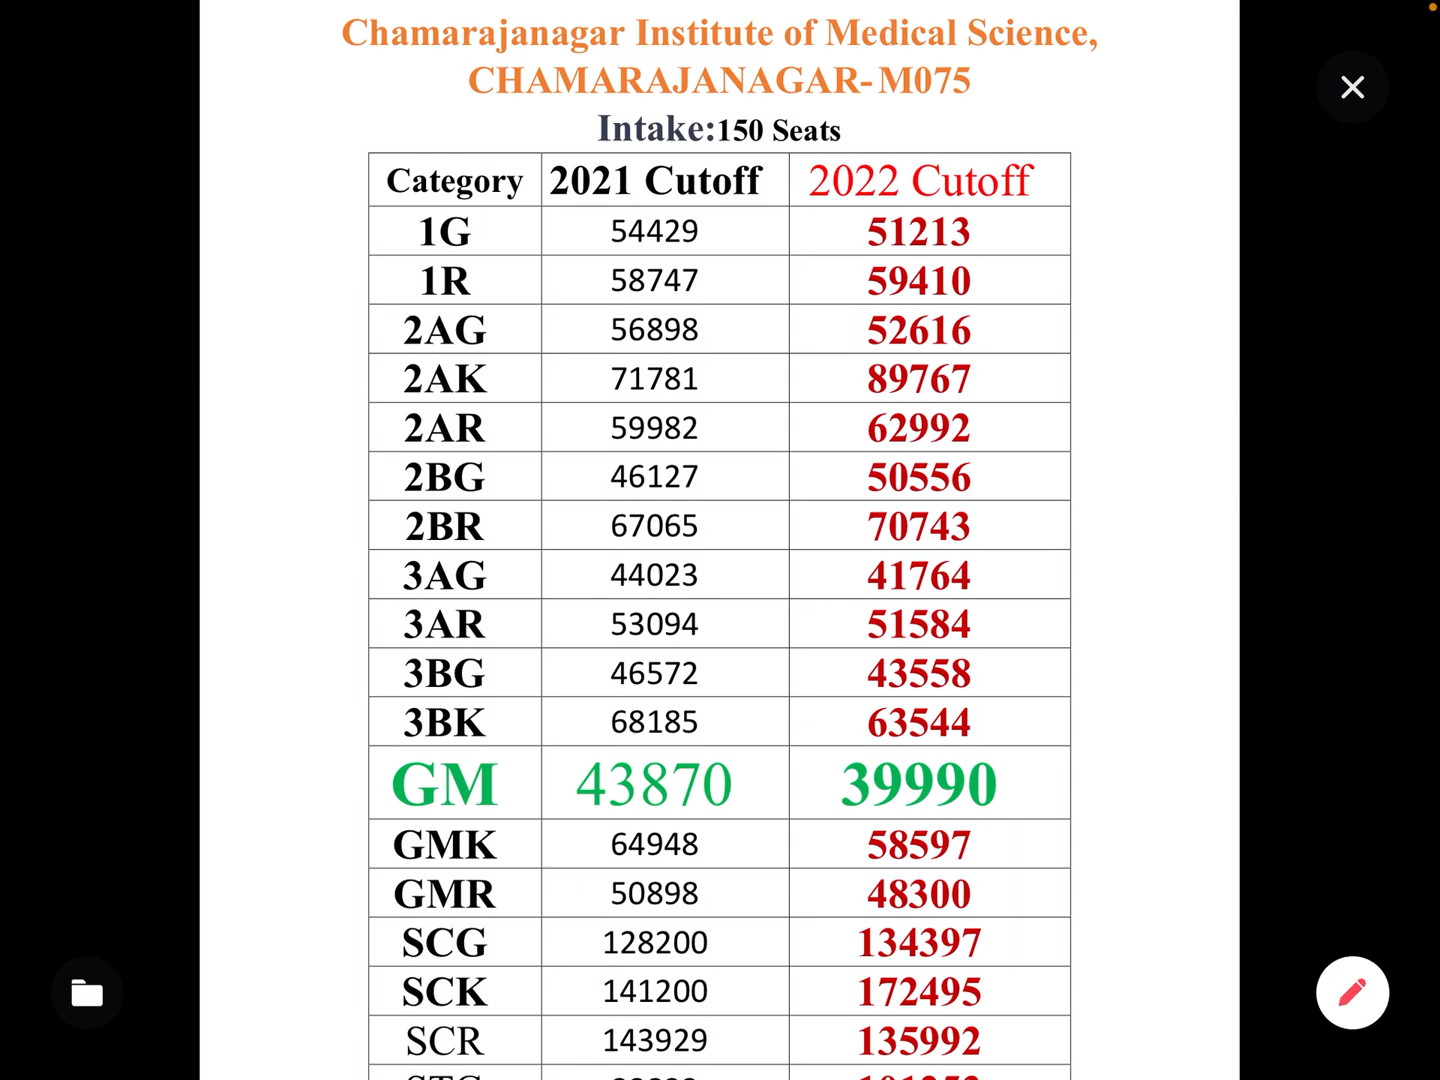 Chamarajanagar Institute of Medical Science,
CHAMARAJANAGAR- M075
Intake:150 Seats
Category 2021 Cutoff 2022 Cutoff
1G 54429 51213
1R 58747 59410
2AG 56898 52616
2AK 71781 89767
2AR 59982 62992
2BG 46127 50556
2BR 67065 70743
3AG 44023 41764
3AR 53094 51584
3BG 46572 43558
3BK 68185 63544
GM 43870 39990
GMK 64948 58597
GMR 50898 48300
SCG 128200 134397
SCK 141200 172495
SCR 143929 135992